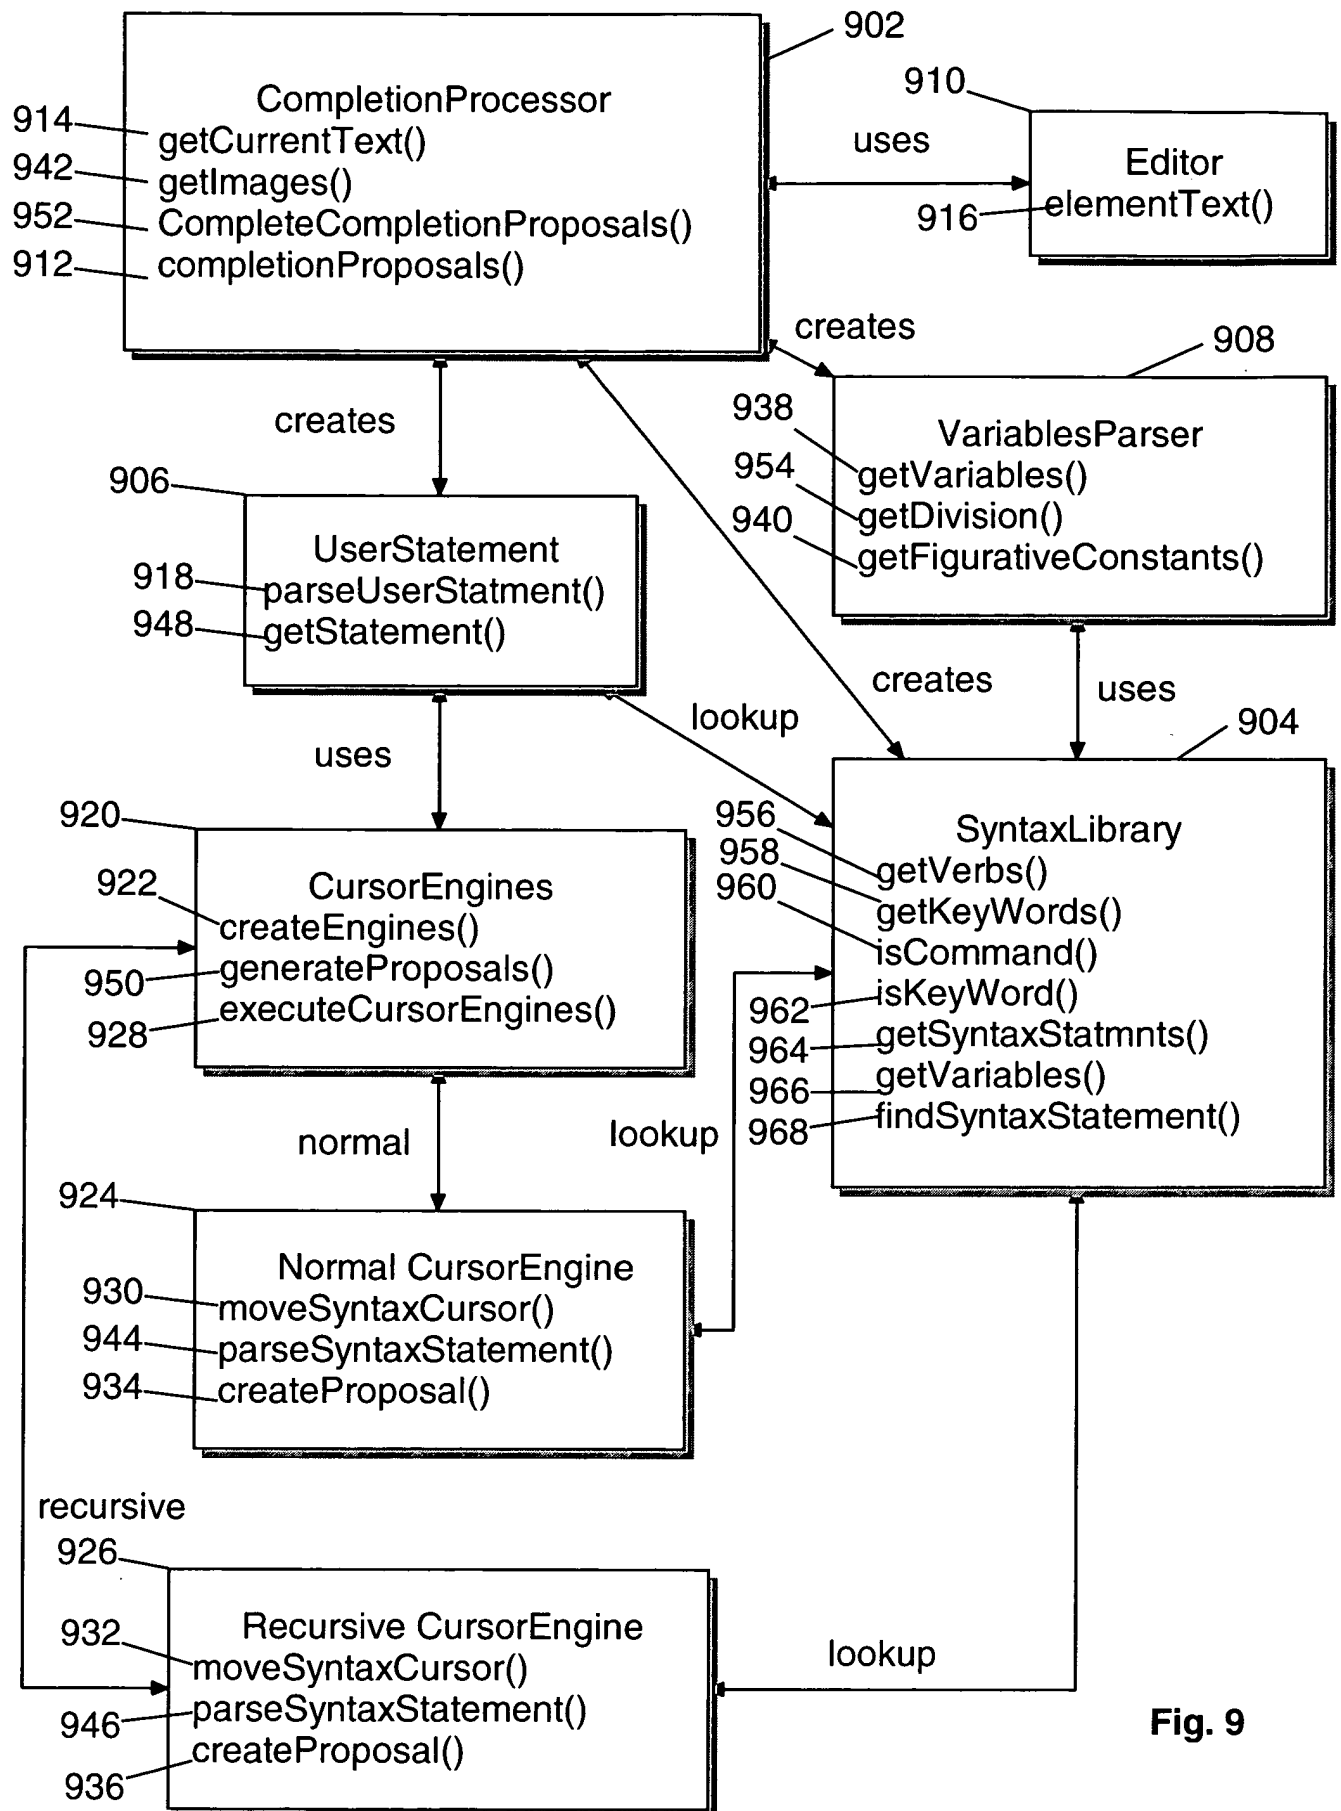 902
CompletionProcessor
914
getCurrentText()
942
getImages()
952
CompleteCompletionProposals()
912
completionProposals()
uses
910
Editor
916
elementText()
creates
908
creates
938
VariablesParser
954
getVariables()
getDivision()
940
getFigurativeConstants()
906
UserStatement
918
parseUserStatment()
948
getStatement()
creates
uses
lookup
904
uses
920
CursorEngines
922
createEngines()
950
generateProposals()
928
executeCursorEngines()
956
SyntaxLibrary
958
getVerbs()
960
getKeyWords()
isCommand()
962
isKeyWord()
964
getSyntaxStatmnts()
966
getVariables()
968
findSyntaxStatement()
normal
lookup
924
Normal CursorEngine
930
moveSyntaxCursor()
944
parseSyntaxStatement()
934
createProposal()
recursive
926
Recursive CursorEngine
932
moveSyntaxCursor()
946
parseSyntaxStatement()
936
createProposal()
lookup
Fig. 9